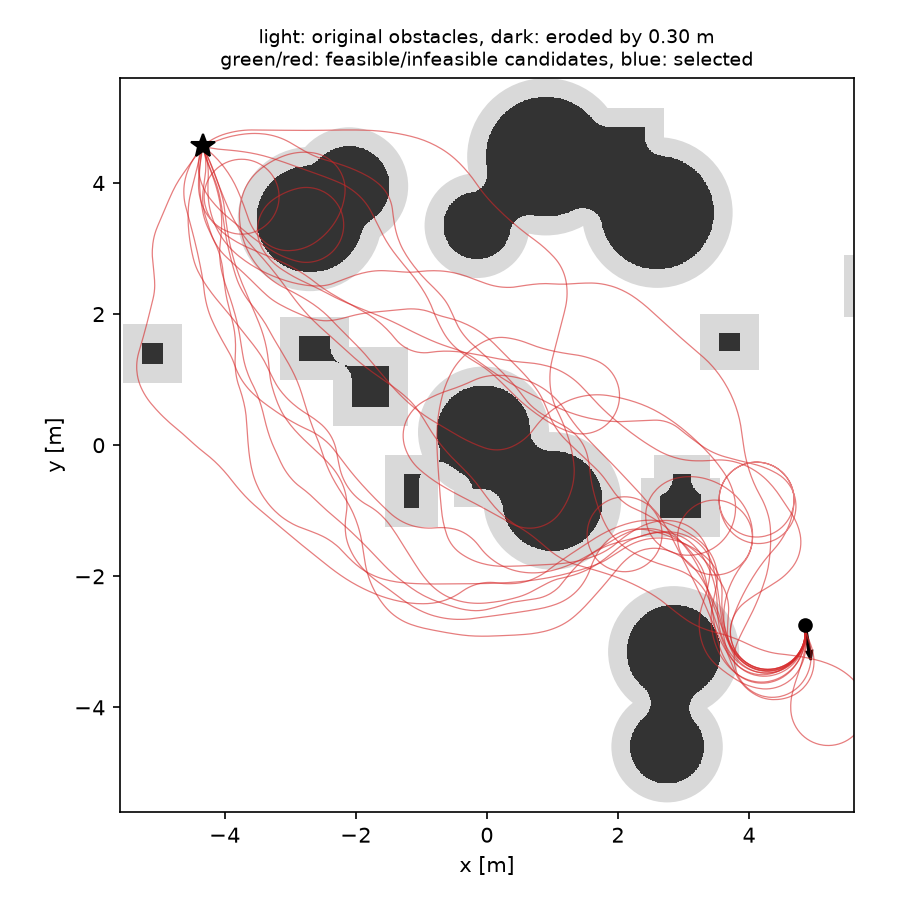 light: original obstacles, dark: eroded by 0.30 m
green/red: feasible/infeasible candidates, blue: selected
y [m]
4
2
0
−2
−4
−4
−2
0
2
4
x [m]